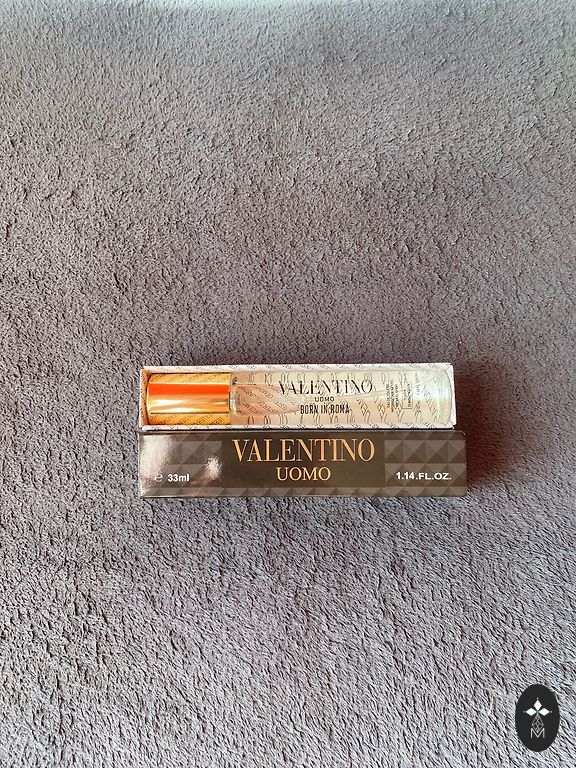 VALENTINO
UOMO
BORN IN ROMA
VALENTINO
UOMO
e 33ml
1.14.FL.OZ.
M